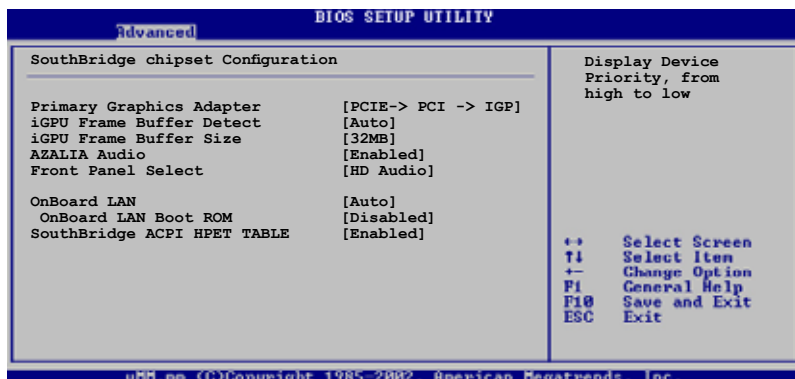 BIOS SETUP UTILITY
Advanced
SouthBridge chipset Configuration
Primary Graphics Adapter [PCIE-> PCI -> IGP]
iGPU Frame Buffer Detect [Auto]
iGPU Frame Buffer Size [32MB]
AZALIA Audio [Enabled]
Front Panel Select [HD Audio]
OnBoard LAN [Auto]
OnBoard LAN Boot ROM [Disabled]
SouthBridge ACPI HPET TABLE [Enabled]
Display Device
Priority, from
high to low
↔ Select Screen
↑↓ Select Item
+- Change Option
F1 General Help
F10 Save and Exit
ESC Exit
(C)Copyright 1985-2002, American Megatrends, Inc